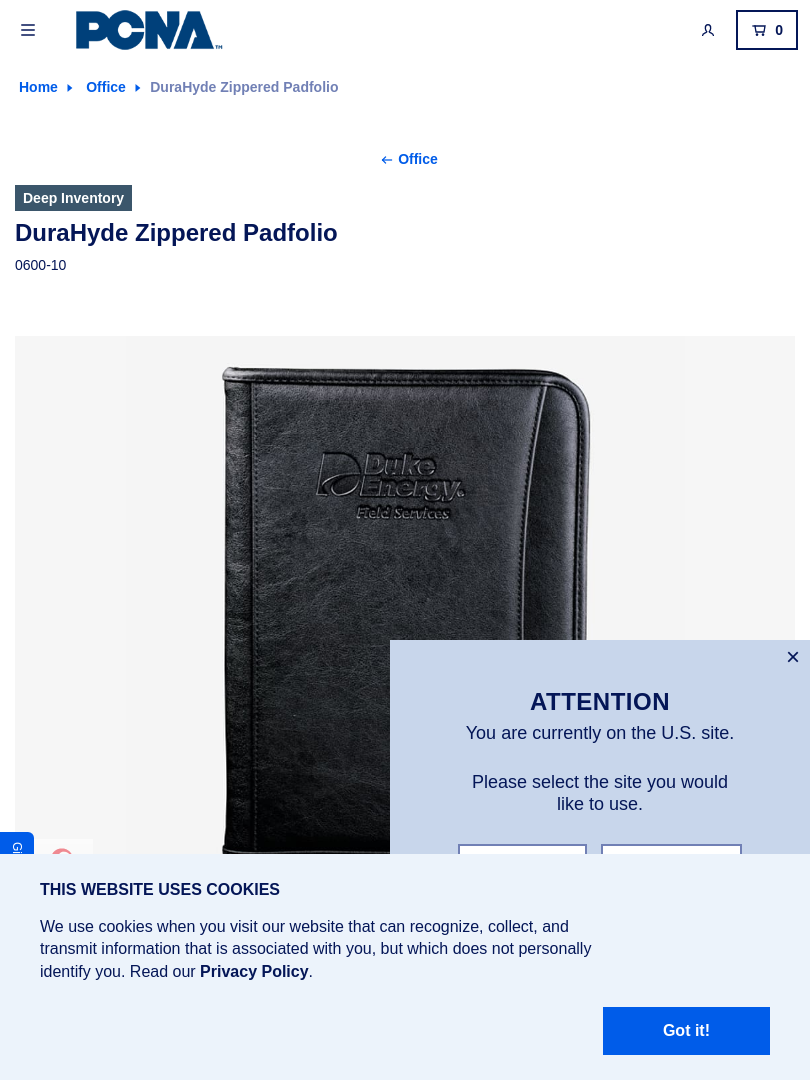 PCNA™
0
Home
Office
DuraHyde Zippered Padfolio
Office
Deep Inventory
DuraHyde Zippered Padfolio
0600-10
Duke
Energy®
Field Services
ATTENTION
You are currently on the U.S. site.
Please select the site you would
like to use.
THIS WEBSITE USES COOKIES
We use cookies when you visit our website that can recognize, collect, and
transmit information that is associated with you, but which does not personally
identify you. Read our Privacy Policy.
Got it!